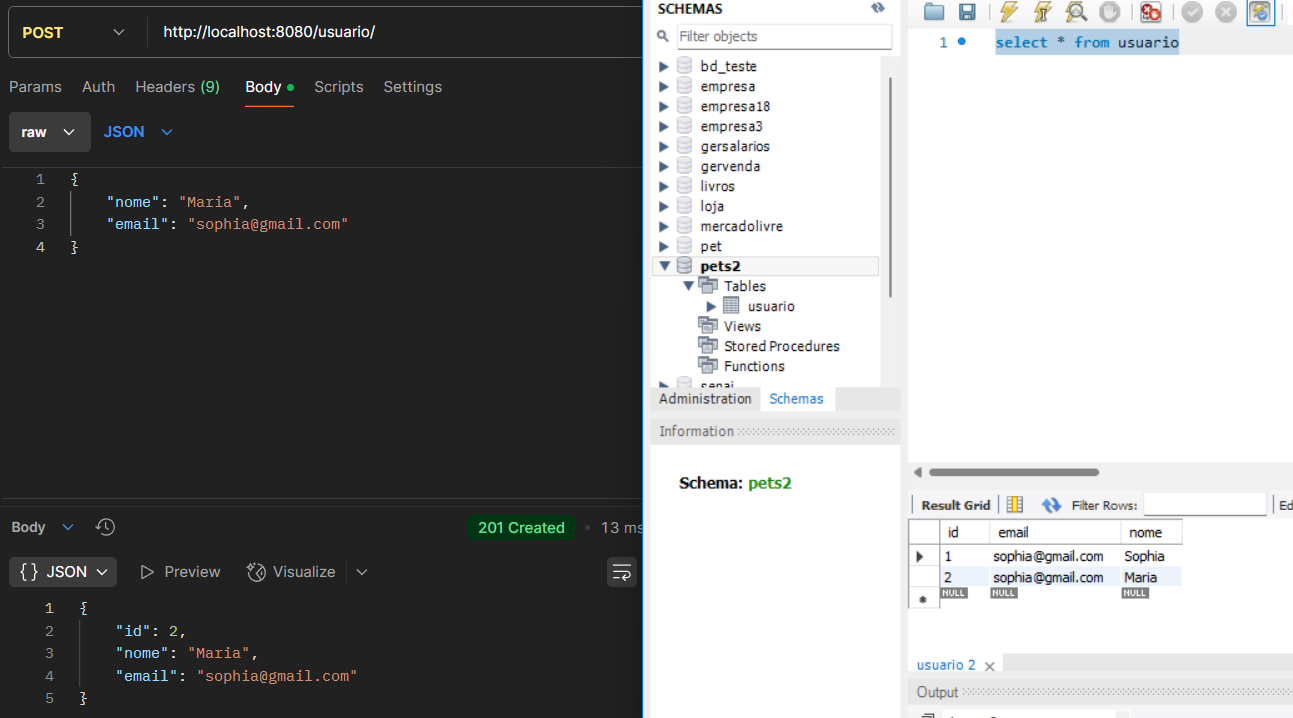 POST
http://localhost:8080/usuario/
Params Auth Headers (9) Body Scripts Settings
raw JSON
1 {
2 "nome": "Maria",
3 "email": "sophia@gmail.com"
4 }
Body 201 Created 13 ms
{} JSON Preview Visualize
1 {
2 "id": 2,
3 "nome": "Maria",
4 "email": "sophia@gmail.com"
5 }
SCHEMAS
Filter objects
bd_teste
empresa
empresa18
empresa3
gersalarios
gervenda
livros
loja
mercadolivre
pet
pets2
Tables
usuario
Views
Stored Procedures
Functions
senai
Administration Schemas
Information
Schema: pets2
1 select * from usuario
Result Grid Filter Rows: Ed
id email nome
1 sophia@gmail.com Sophia
2 sophia@gmail.com Maria
NULL NULL NULL
usuario 2
Output